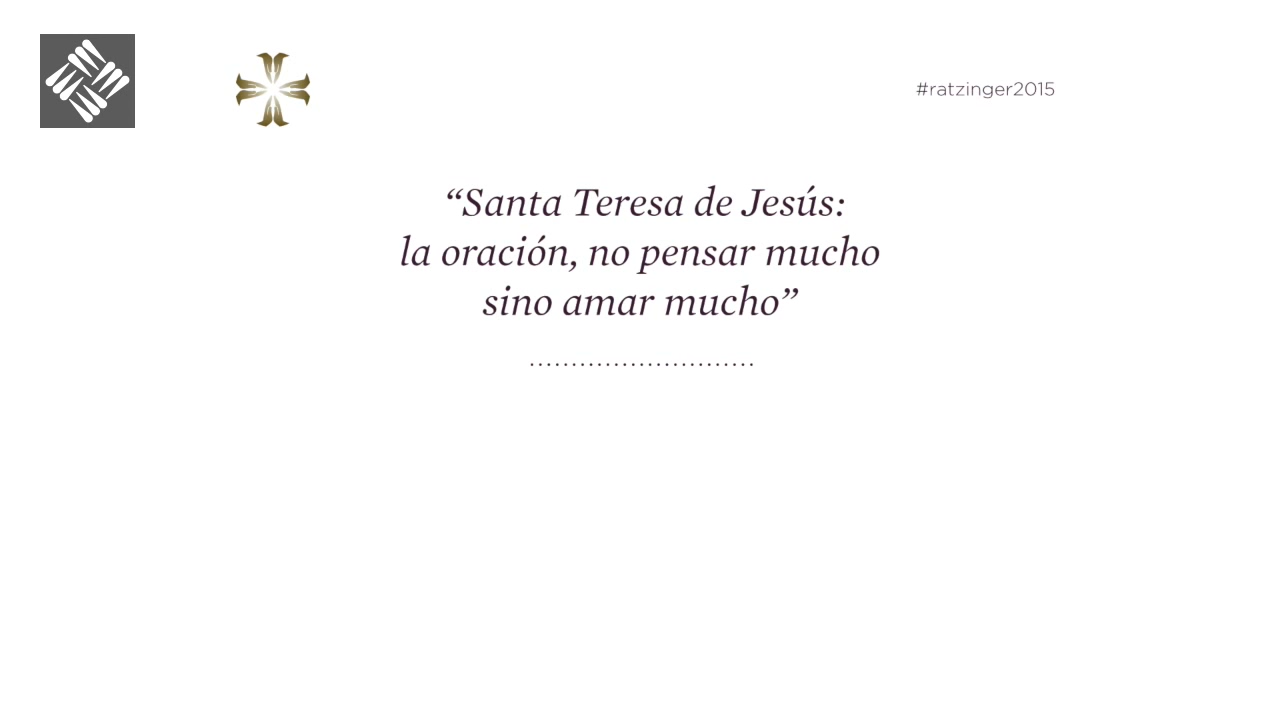 #ratzinger2015
“Santa Teresa de Jesús:
la oración, no pensar mucho
sino amar mucho”